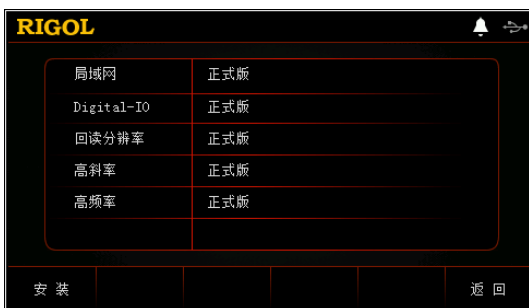 RIGOL
局域网 正式版
Digital-IO 正式版
回读分辨率 正式版
高斜率 正式版
高频率 正式版
安装 返回